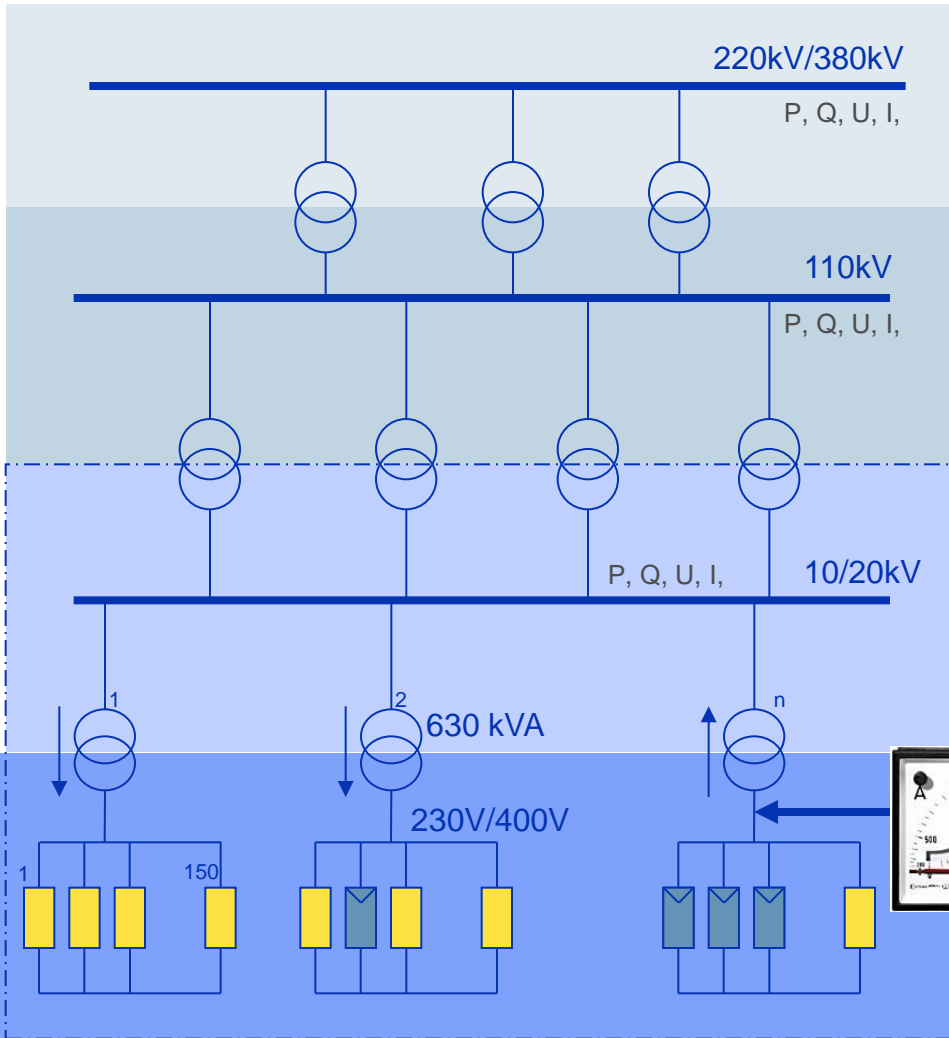 220kV/380kV
P, Q, U, I,
110kV
P, Q, U, I,
P, Q, U, I,
10/20kV
1
2
n
630 kVA
230V/400V
A
500
1
150